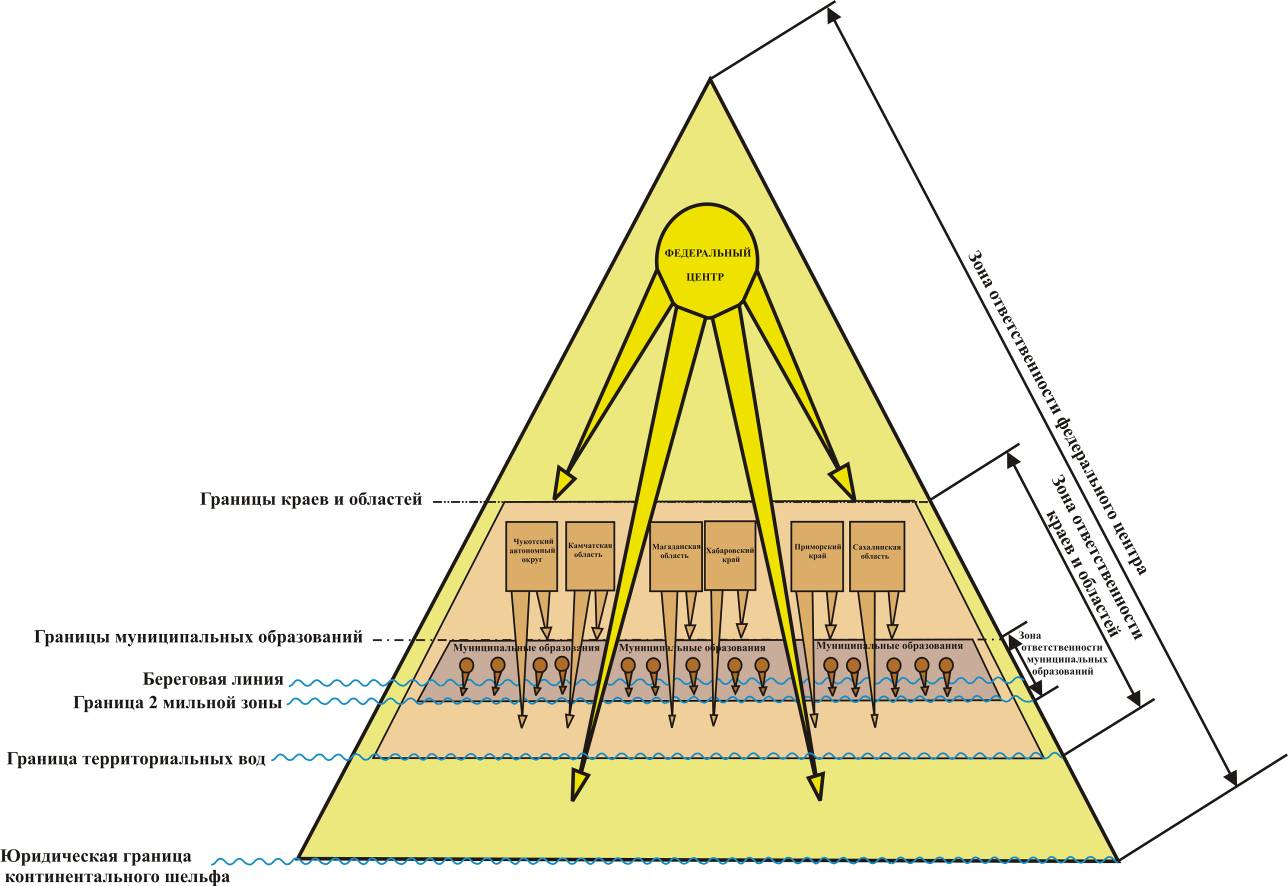 ФЕДЕРАЛЬНЫЙ
ЦЕНТР
Зона ответственности федерального центра
Зона ответственности
краев и областей
Границы краев и областей
Чукотский
автономный
округ
Камчатская
область
Магаданская
область
Хабаровский
край
Приморский
край
Сахалинская
область
Границы муниципальных образований
Муниципальные образования
Муниципальные образования
Муниципальные образования
Зона
ответственности
муниципальных
образований
Береговая линия
Граница 2 мильной зоны
Граница территориальных вод
Юридическая граница
континентального шельфа